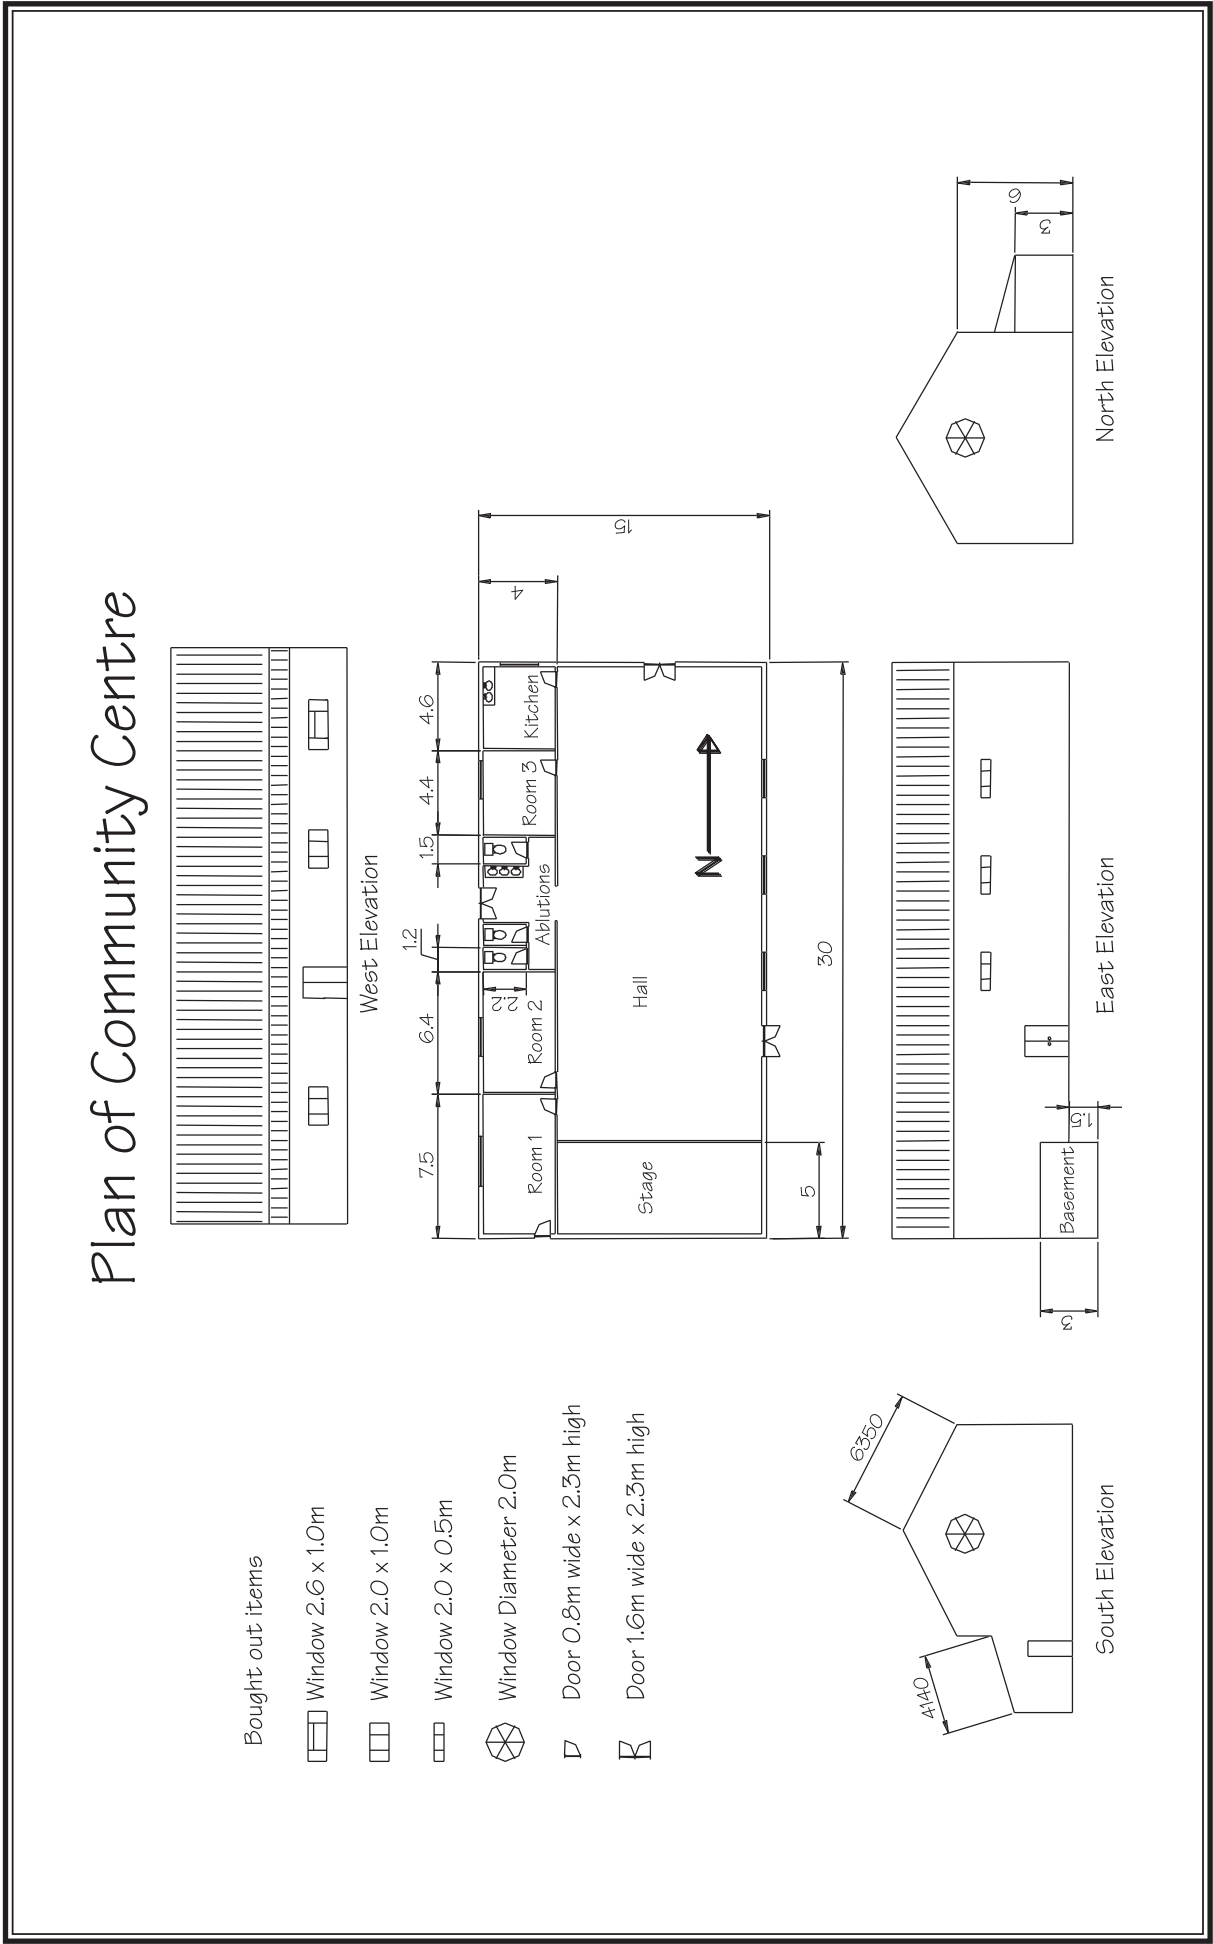 Plan of Community Centre
West Elevation
4.6
4.4
1.5
1.2
6.4
7.5
2.2
Kitchen
Room 3
Ablutions
Room 2
Room 1
Hall
Stage
N
4
15
5
30
East Elevation
Basement
1.5
3
North Elevation
6
3
South Elevation
6350
4140
Bought out items
Window 2.6 x 1.0m
Window 2.0 x 1.0m
Window 2.0 x 0.5m
Window Diameter 2.0m
Door 0.8m wide x 2.3m high
Door 1.6m wide x 2.3m high